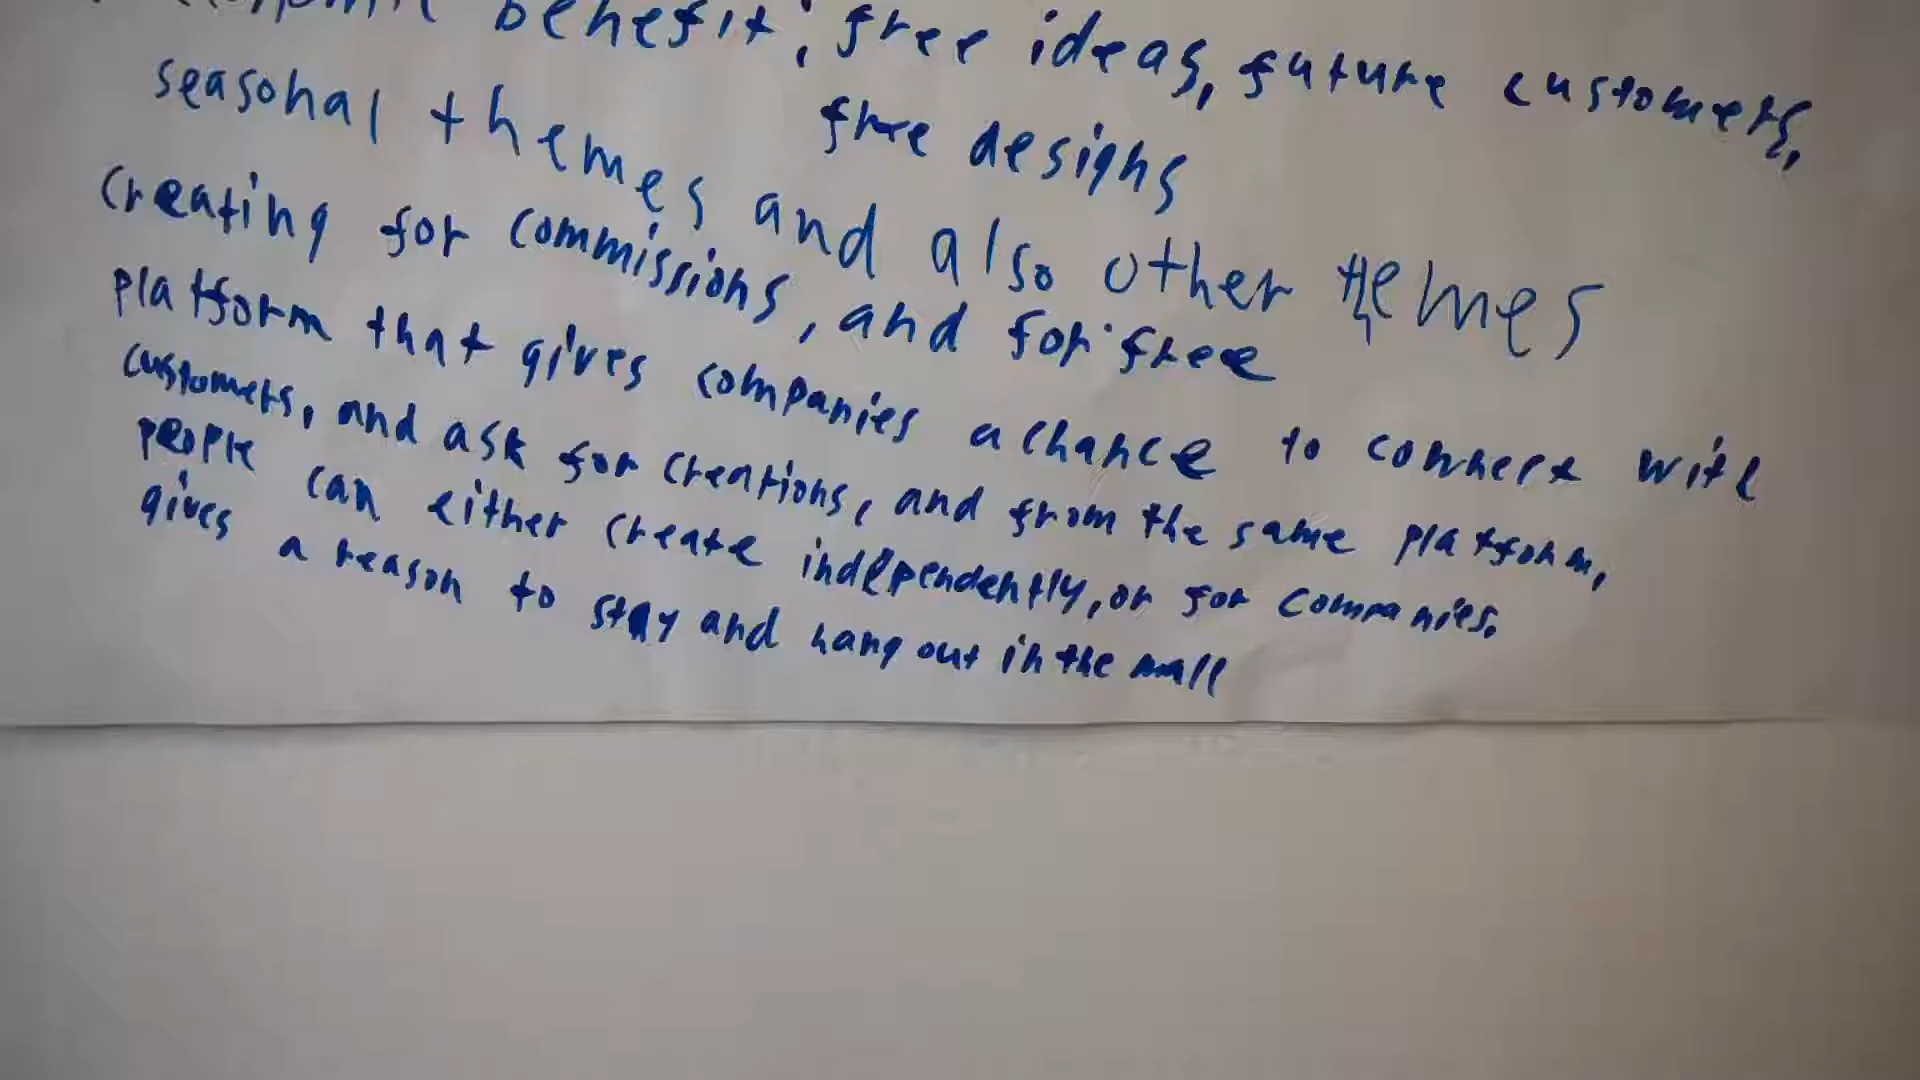 benefit: free ideas, future customers,
free designs
seasonal themes and also other themes
creating for commissions, and for free
platform that gives companies a chance to connect with
customers, and ask for creations, and from the same platform,
people can either create independently, or for companies.
gives a reason to stay and hang out in the mall